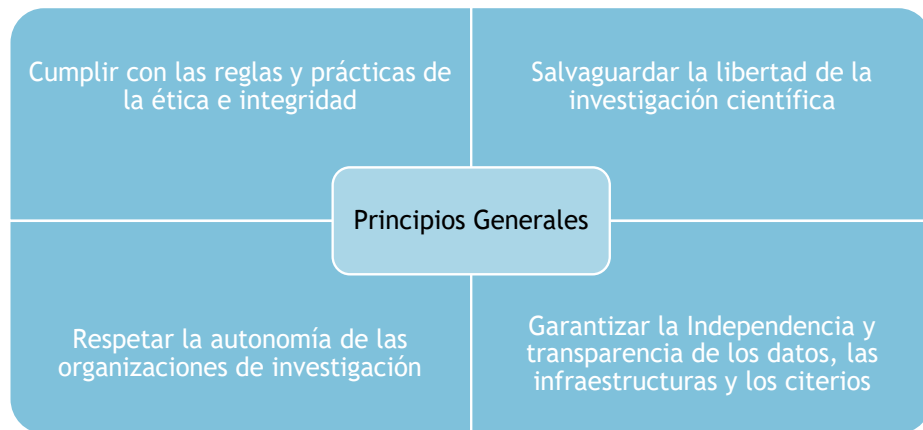 Cumplir con las reglas y prácticas de
la ética e integridad
Salvaguardar la libertad de la
investigación científica
Principios Generales
Respetar la autonomía de las
organizaciones de investigación
Garantizar la Independencia y
transparencia de los datos, las
infraestructuras y los citerios